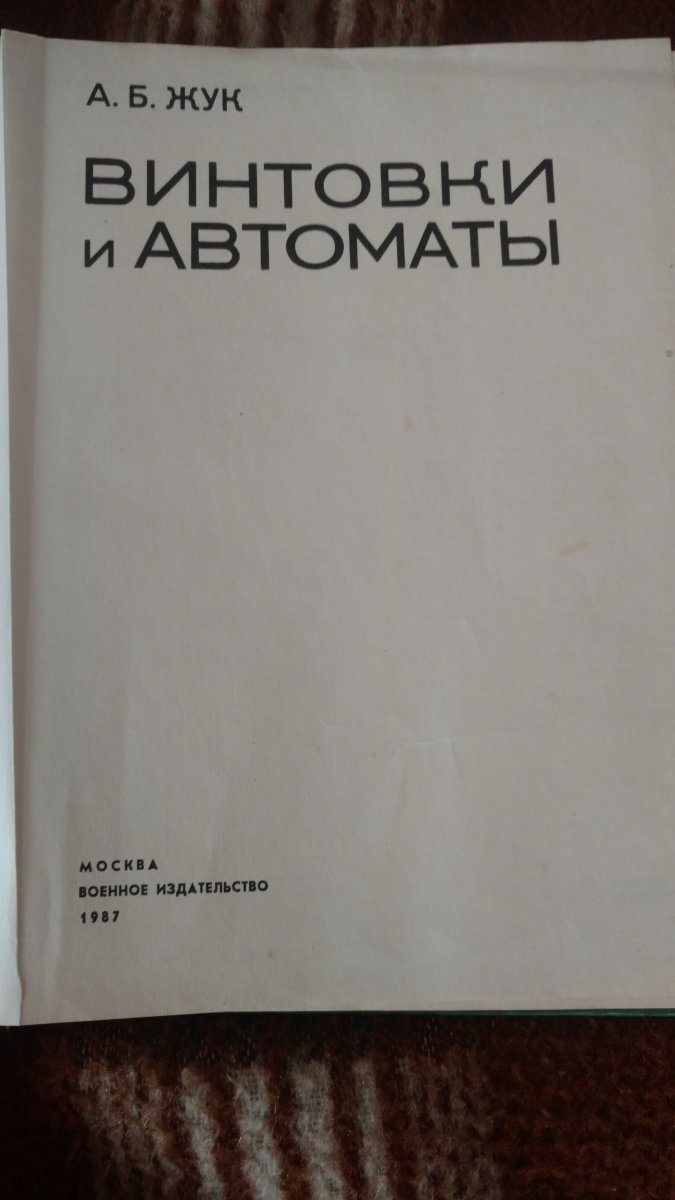 А. Б. ЖУК
ВИНТОВКИ
и АВТОМАТЫ
МОСКВА
ВОЕННОЕ ИЗДАТЕЛЬСТВО
1987